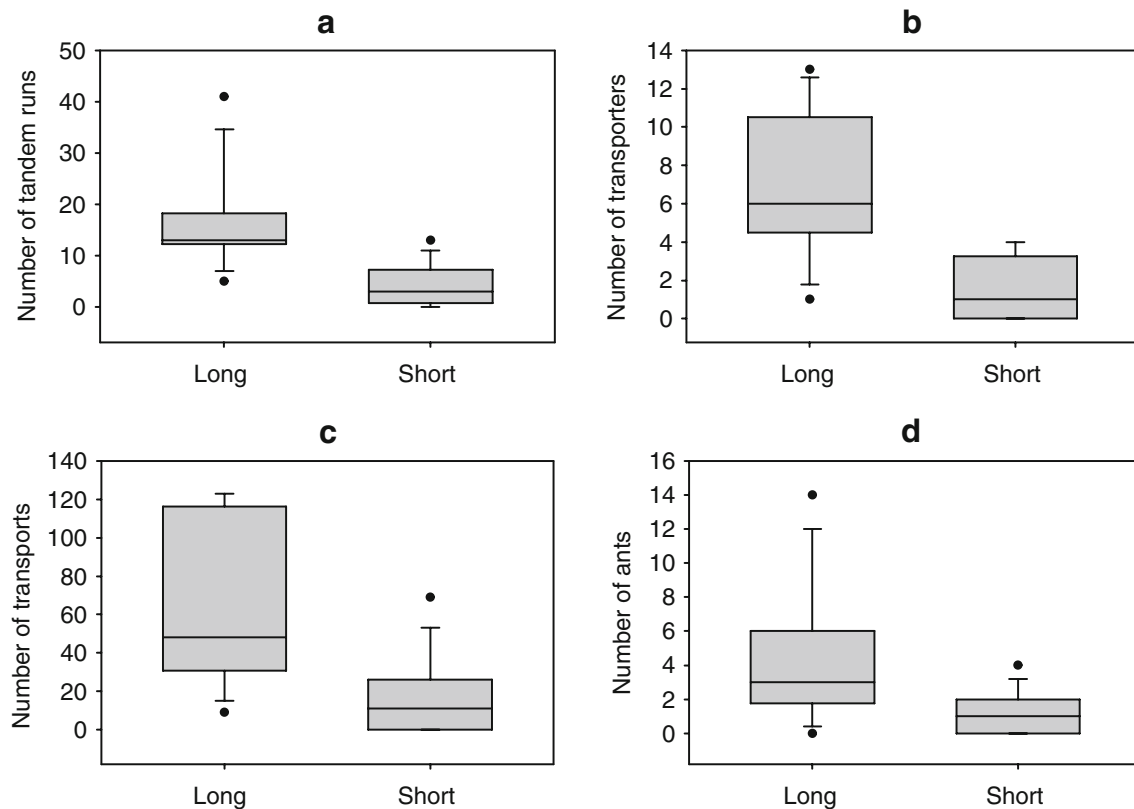 a
50
40
30
20
10
0
Number of tandem runs
Long Short
b
14
12
10
8
6
4
2
0
Number of transporters
Long Short
c
140
120
100
80
60
40
20
0
Number of transports
Long Short
d
16
14
12
10
8
6
4
2
0
Number of ants
Long Short